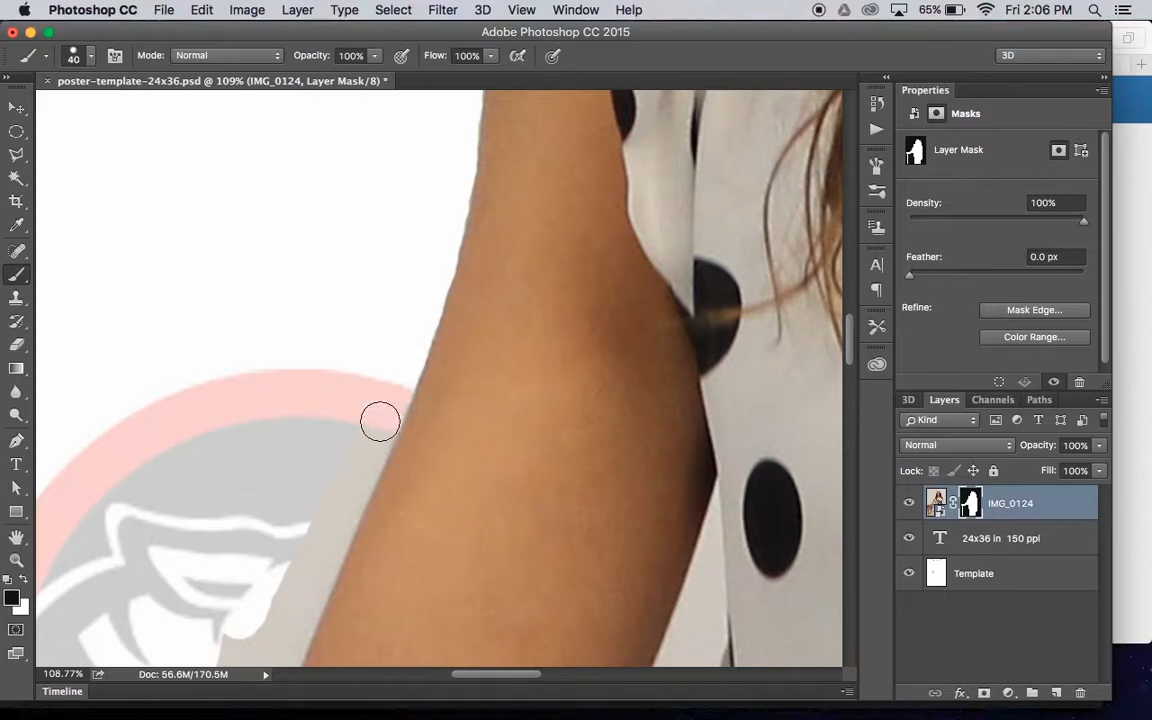 Photoshop CC File Edit Image Layer Type Select Filter 3D View Window Help 65% Fri 2:06 PM
Adobe Photoshop CC 2015
40 Mode: Normal Opacity: 100% Flow: 100% 3D
× poster-template-24x36.psd @ 109% (IMG_0124, Layer Mask/8) *
Properties
Masks
Layer Mask
Density: 100%
Feather: 0.0 px
Refine: Mask Edge...
Color Range...
3D Layers Channels Paths
Kind
Normal Opacity: 100%
Lock: Fill: 100%
IMG_0124
T 24x36 in 150 ppi
Template
108.77% Doc: 56.6M/170.5M
Timeline